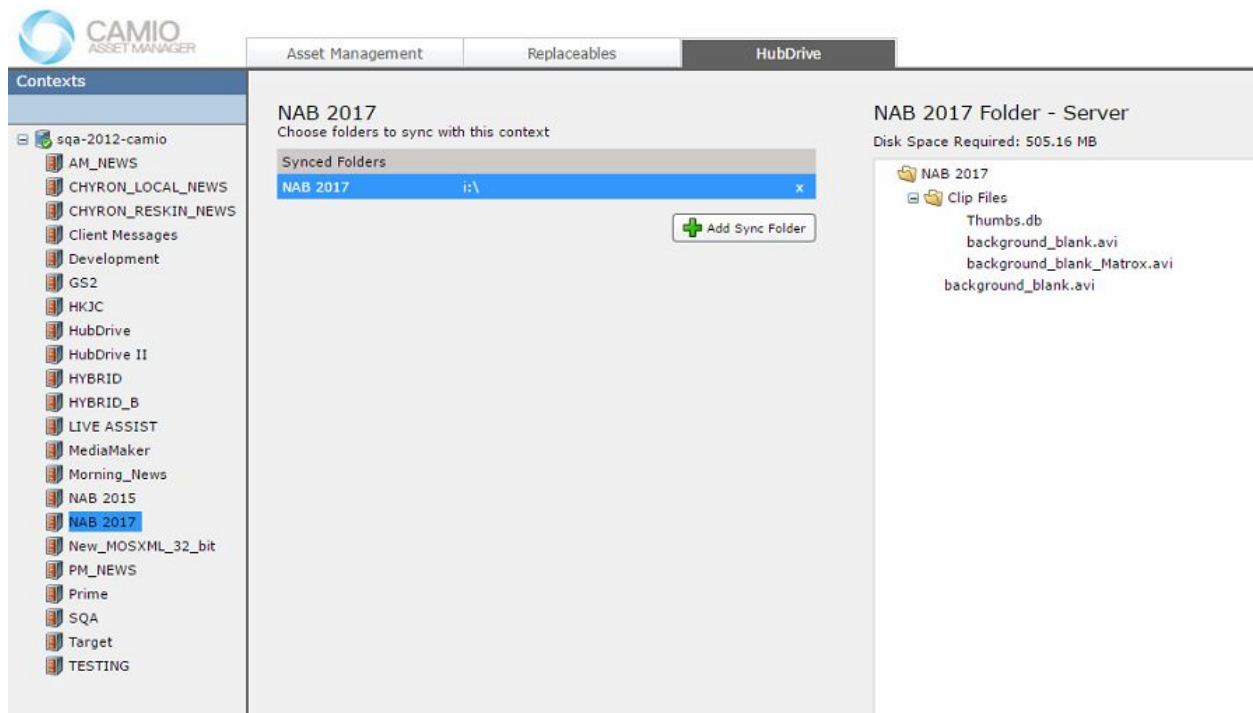 CAMIO
ASSET MANAGER
Asset Management
Replaceables
HubDrive
Contexts
sqa-2012-camio
AM_NEWS
CHYRON_LOCAL_NEWS
CHYRON_RESKIN_NEWS
Client Messages
Development
GS2
HKJC
HubDrive
HubDrive II
HYBRID
HYBRID_B
LIVE ASSIST
MediaMaker
Morning_News
NAB 2015
NAB 2017
New_MOSXML_32_bit
PM_NEWS
Prime
SQA
Target
TESTING
NAB 2017
Choose folders to sync with this context
Synced Folders
NAB 2017 i:\ x
Add Sync Folder
NAB 2017 Folder - Server
Disk Space Required: 505.16 MB
NAB 2017
Clip Files
Thumbs.db
background_blank.avi
background_blank_Matrox.avi
background_blank.avi